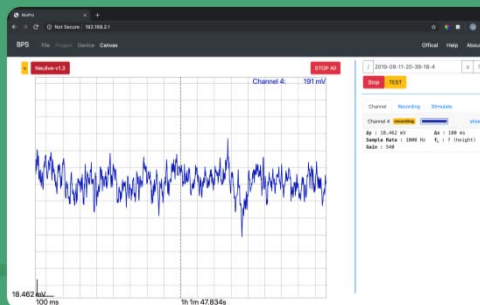 BPS File Project Device Canvas Offical Help About
Not Secure | 192.168.2.1
Neulive-v1.3
STOP All
Channel 4: 191 mV
18.462 mV
100 ms
1h 1m 47.834s
2019-09-11-20-39-18-4
Stop TEST
Channel Recording Stimulate
Channel 4 recording
Δy : 18.462 mV Δx : 100 ms
Sample Rate : 1000 Hz
Gain : 540